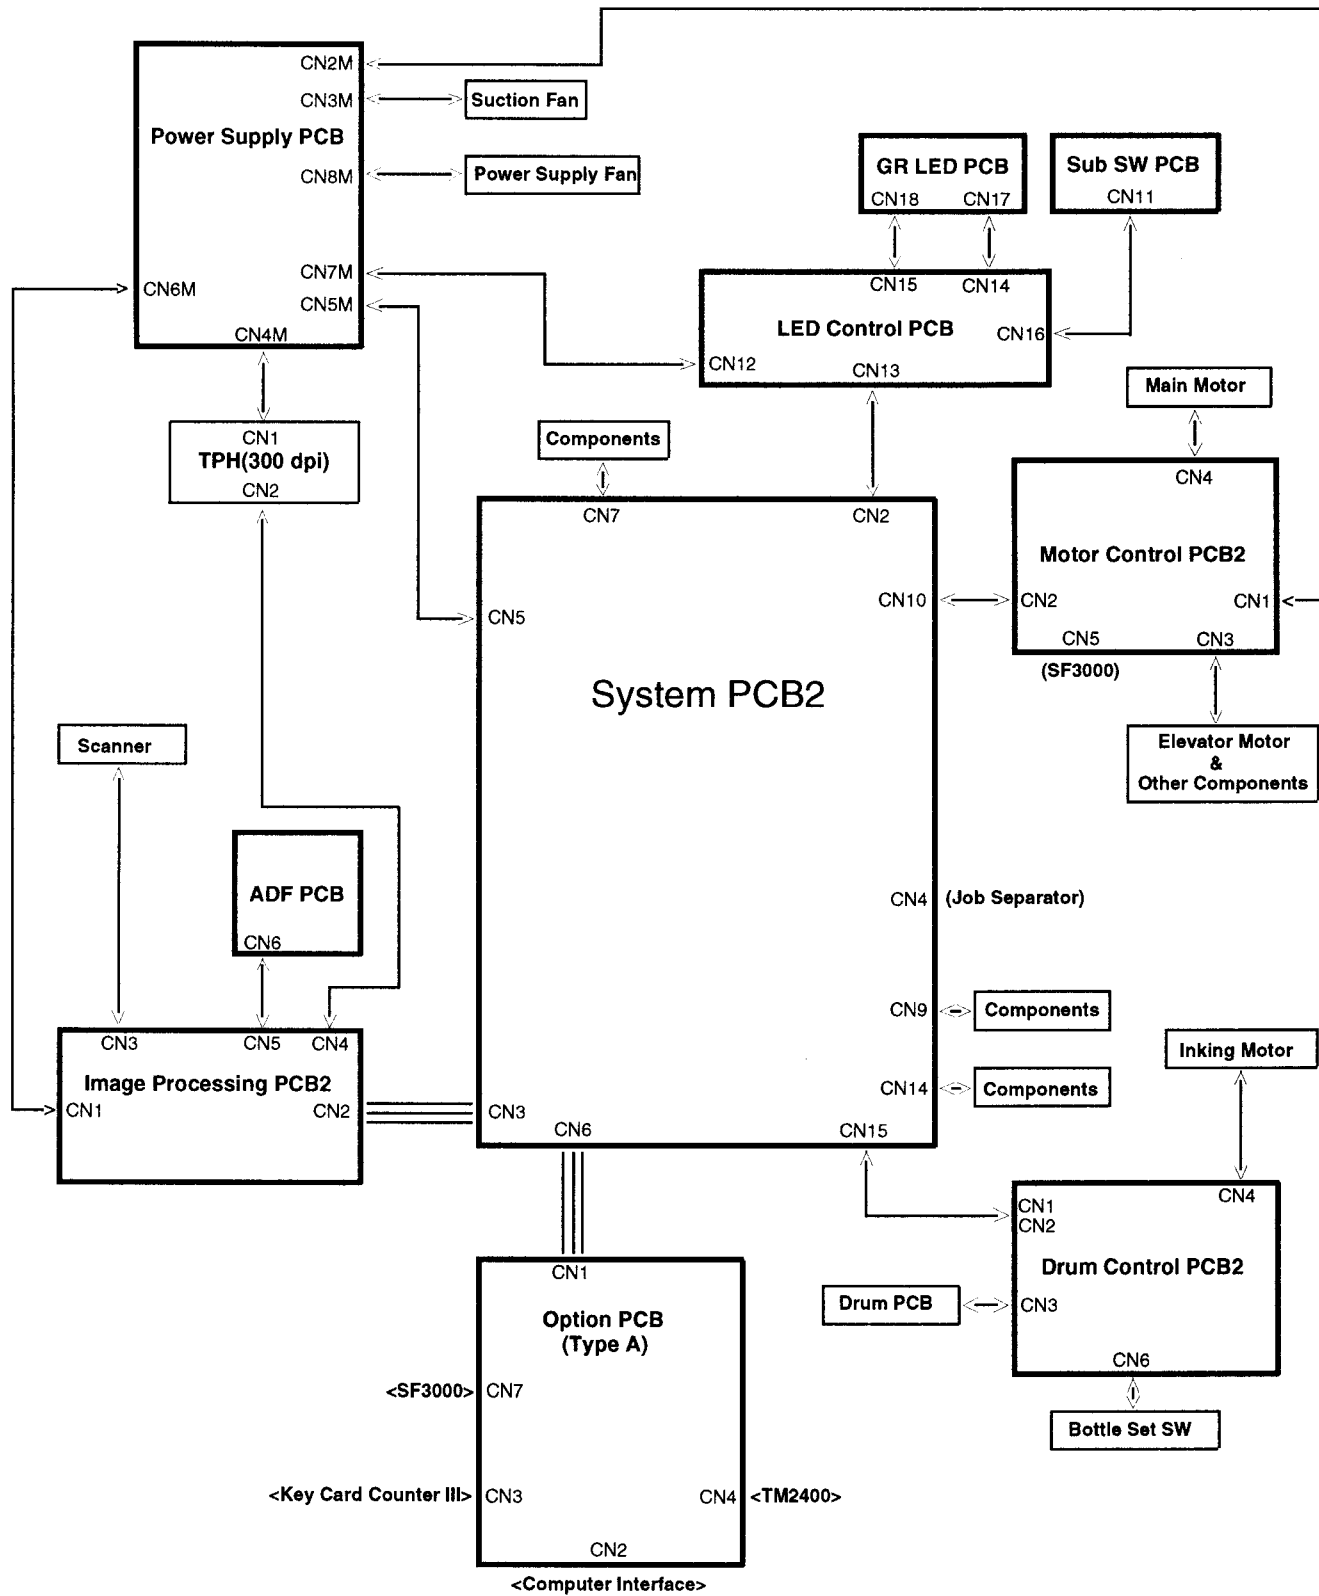 CN2M
CN3M
Suction Fan
Power Supply PCB
CN8M
Power Supply Fan
CN7M
CN6M
CN5M
CN4M
GR LED PCB
CN18 CN17
Sub SW PCB
CN11
CN15 CN14
LED Control PCB
CN16
CN12
CN13
CN1
TPH(300 dpi)
CN2
Components
Main Motor
CN4
Motor Control PCB2
CN2
CN1
CN5
CN3
(SF3000)
Elevator Motor
&
Other Components
CN7
CN2
CN10
CN5
System PCB2
CN4
(Job Separator)
CN9
Components
CN14
Components
CN3
CN6
CN15
Scanner
ADF PCB
CN6
CN3 CN5 CN4
Image Processing PCB2
CN1
CN2
Inking Motor
CN4
CN1
CN2
Drum Control PCB2
Drum PCB
CN3
CN6
Bottle Set SW
CN1
Option PCB
(Type A)
<SF3000> CN7
<Key Card Counter III> CN3
CN4 <TM2400>
CN2
<Computer Interface>